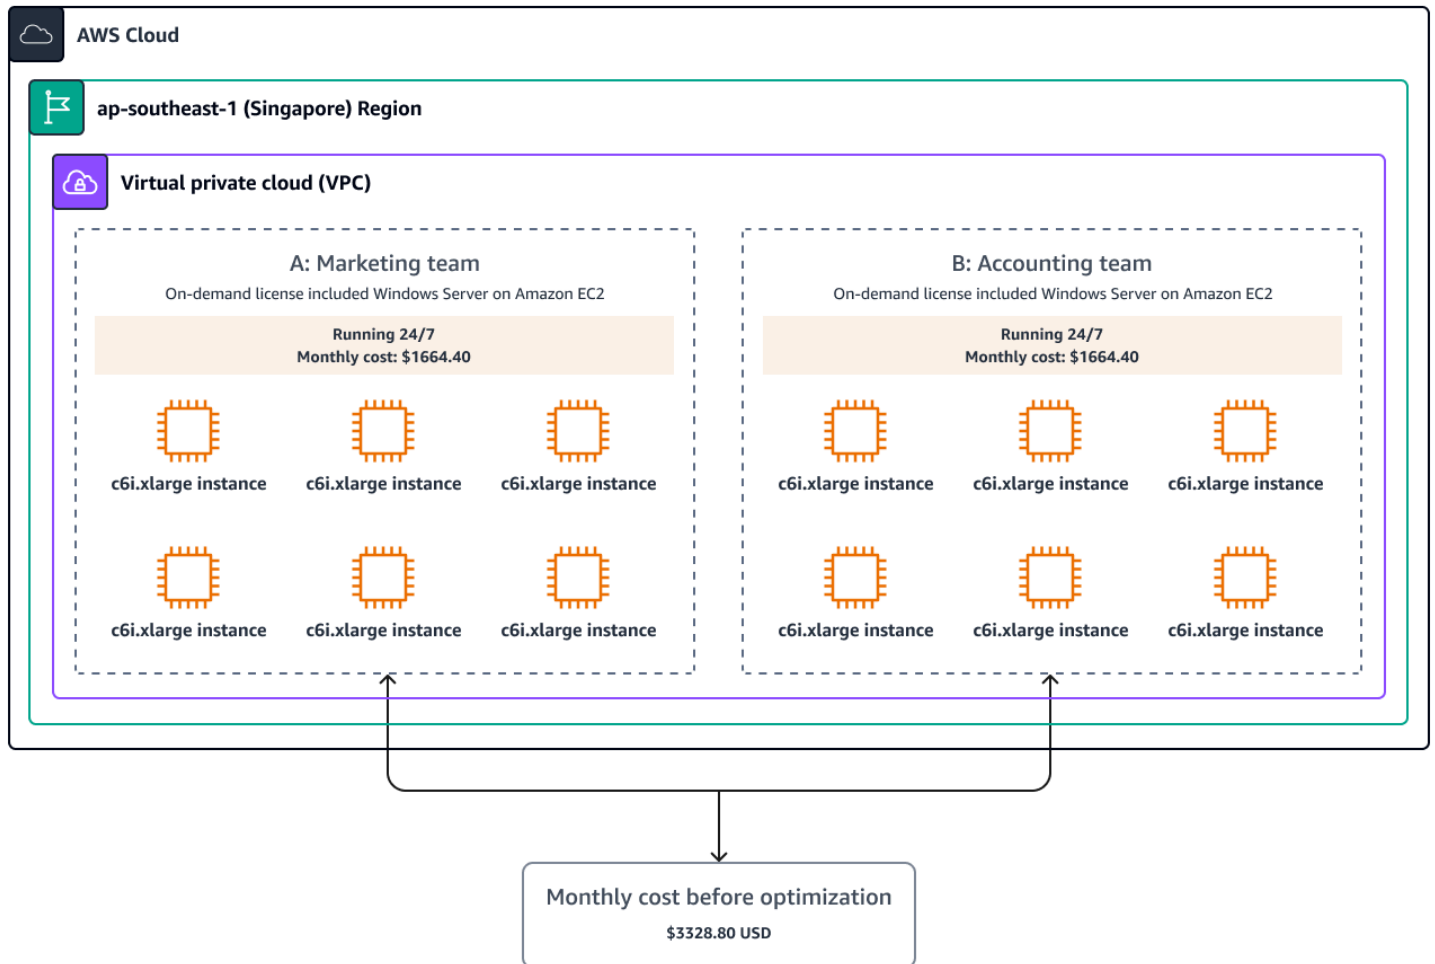 AWS Cloud
ap-southeast-1 (Singapore) Region
Virtual private cloud (VPC)
A: Marketing team
On-demand license included Windows Server on Amazon EC2
Running 24/7
Monthly cost: $1664.40
c6i.xlarge instance
c6i.xlarge instance
c6i.xlarge instance
c6i.xlarge instance
c6i.xlarge instance
c6i.xlarge instance
B: Accounting team
On-demand license included Windows Server on Amazon EC2
Running 24/7
Monthly cost: $1664.40
c6i.xlarge instance
c6i.xlarge instance
c6i.xlarge instance
c6i.xlarge instance
c6i.xlarge instance
c6i.xlarge instance
Monthly cost before optimization
$3328.80 USD